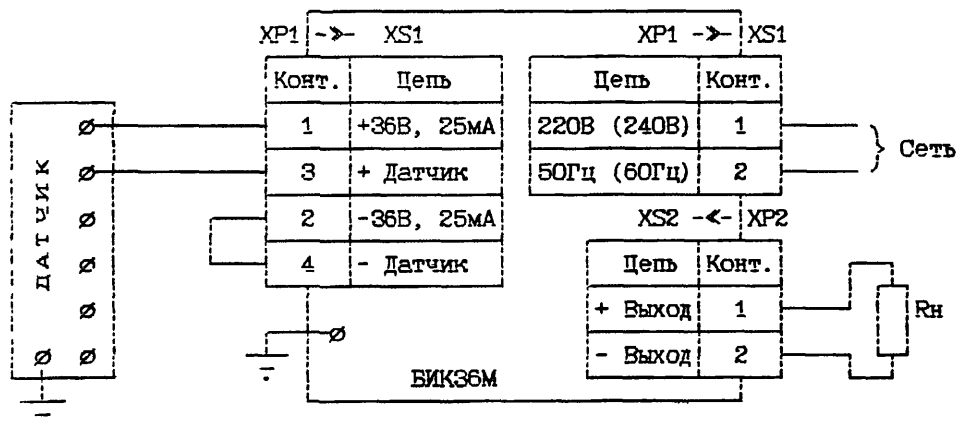 XP1 XS1
XP1 XS1
Конт. Цепь
1 +36В, 25мА
3 + Датчик
2 -36В, 25мА
4 - Датчик
Цепь Конт.
220В (240В) 1
50Гц (60Гц) 2
Сеть
ДАТЧИК
XS2 XP2
Цепь Конт.
+ Выход 1
- Выход 2
Rн
БИК36М